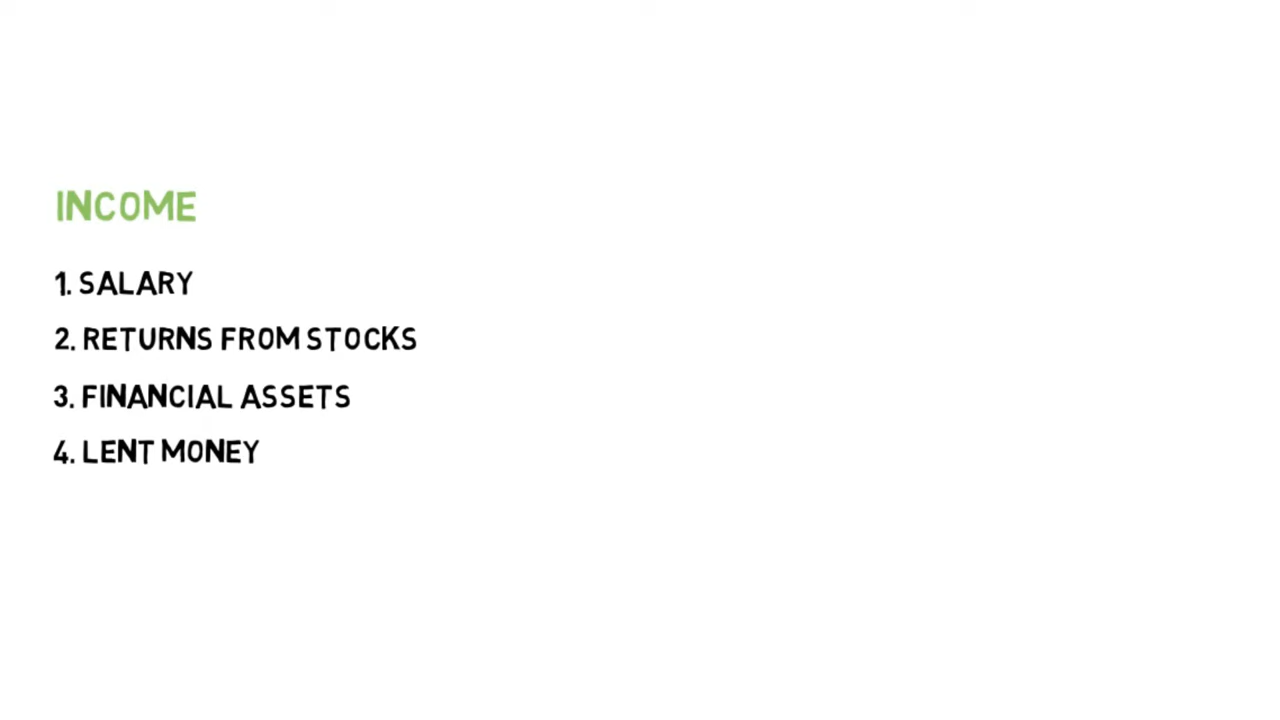 INCOME
1. SALARY
2. RETURNS FROM STOCKS
3. FINANCIAL ASSETS
4. LENT MONEY